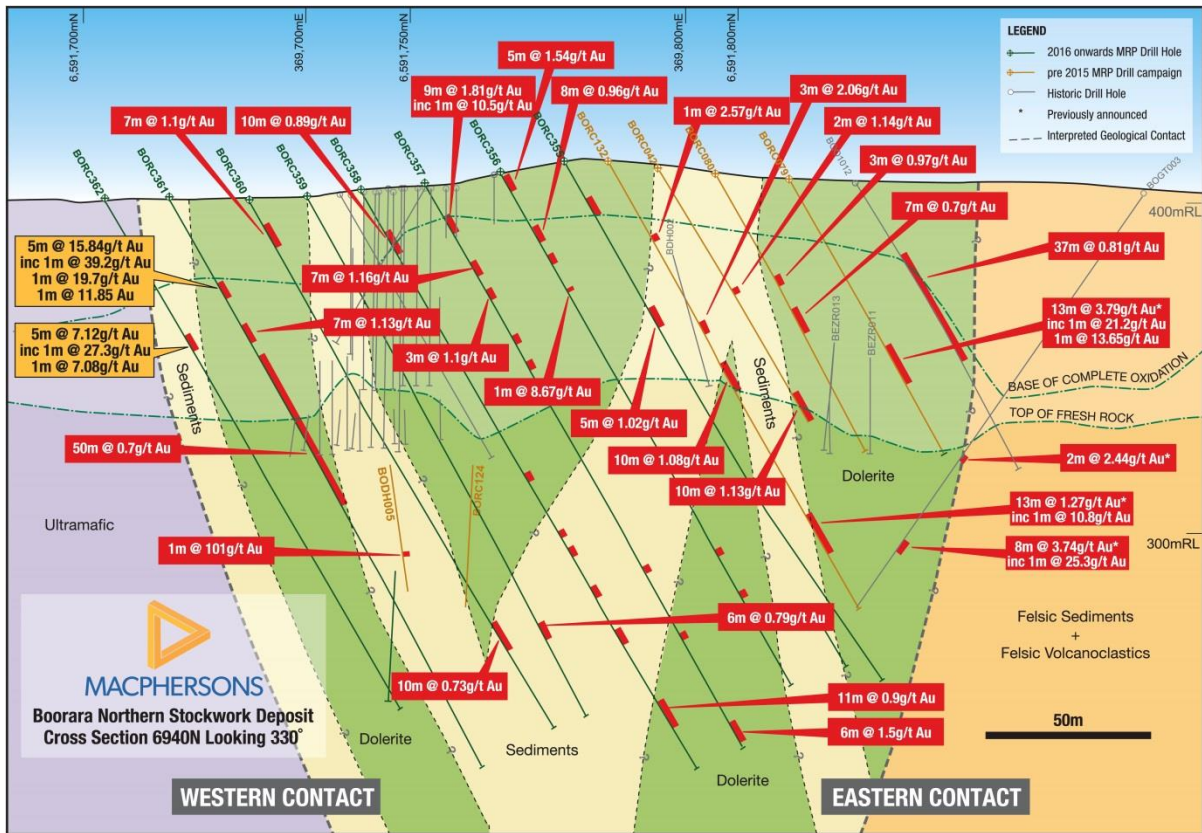 6,591,700mN
369,700mE
6,591,750mN
369,800mE
6,591,800mN
LEGEND
2016 onwards MRP Drill Hole
pre 2015 MRP Drill campaign
Historic Drill Hole
* Previously announced
Interpreted Geological Contact
5m @ 1.54g/t Au
9m @ 1.81g/t Au
inc 1m @ 10.5g/t Au
8m @ 0.96g/t Au
3m @ 2.06g/t Au
7m @ 1.1g/t Au
10m @ 0.89g/t Au
1m @ 2.57g/t Au
2m @ 1.14g/t Au
3m @ 0.97g/t Au
7m @ 0.7g/t Au
BORC362
BORC361
BORC360
BORC359
BORC358
BORC357
BORC356
BORC132
BORC042
BORC080
BOGT003
400mRL
5m @ 15.84g/t Au
inc 1m @ 39.2g/t Au
1m @ 19.7g/t Au
1m @ 11.85 Au
BOH002
37m @ 0.81g/t Au
7m @ 1.16g/t Au
13m @ 3.79g/t Au*
inc 1m @ 21.2g/t Au
1m @ 13.65g/t Au
5m @ 7.12g/t Au
inc 1m @ 27.3g/t Au
1m @ 7.08g/t Au
7m @ 1.13g/t Au
3m @ 1.1g/t Au
BEZR013
BEZR011
1m @ 8.67g/t Au
BASE OF COMPLETE OXIDATION
Sediments
5m @ 1.02g/t Au
Sediments
TOP OF FRESH ROCK
50m @ 0.7g/t Au
10m @ 1.08g/t Au
2m @ 2.44g/t Au*
Dolerite
BODH005
BORC124
10m @ 1.13g/t Au
13m @ 1.27g/t Au*
inc 1m @ 10.8g/t Au
Ultramafic
300mRL
1m @ 101g/t Au
8m @ 3.74g/t Au*
inc 1m @ 25.3g/t Au
6m @ 0.79g/t Au
Felsic Sediments
+
Felsic Volcanoclastics
MACPHERSONS
10m @ 0.73g/t Au
11m @ 0.9g/t Au
Boorara Northern Stockwork Deposit
Cross Section 6940N Looking 330°
50m
6m @ 1.5g/t Au
Dolerite
Sediments
Dolerite
WESTERN CONTACT
EASTERN CONTACT